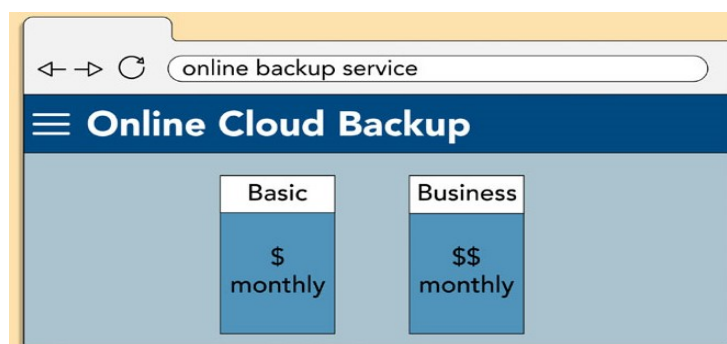 online backup service
Online Cloud Backup
Basic
$
monthly
Business
$$
monthly